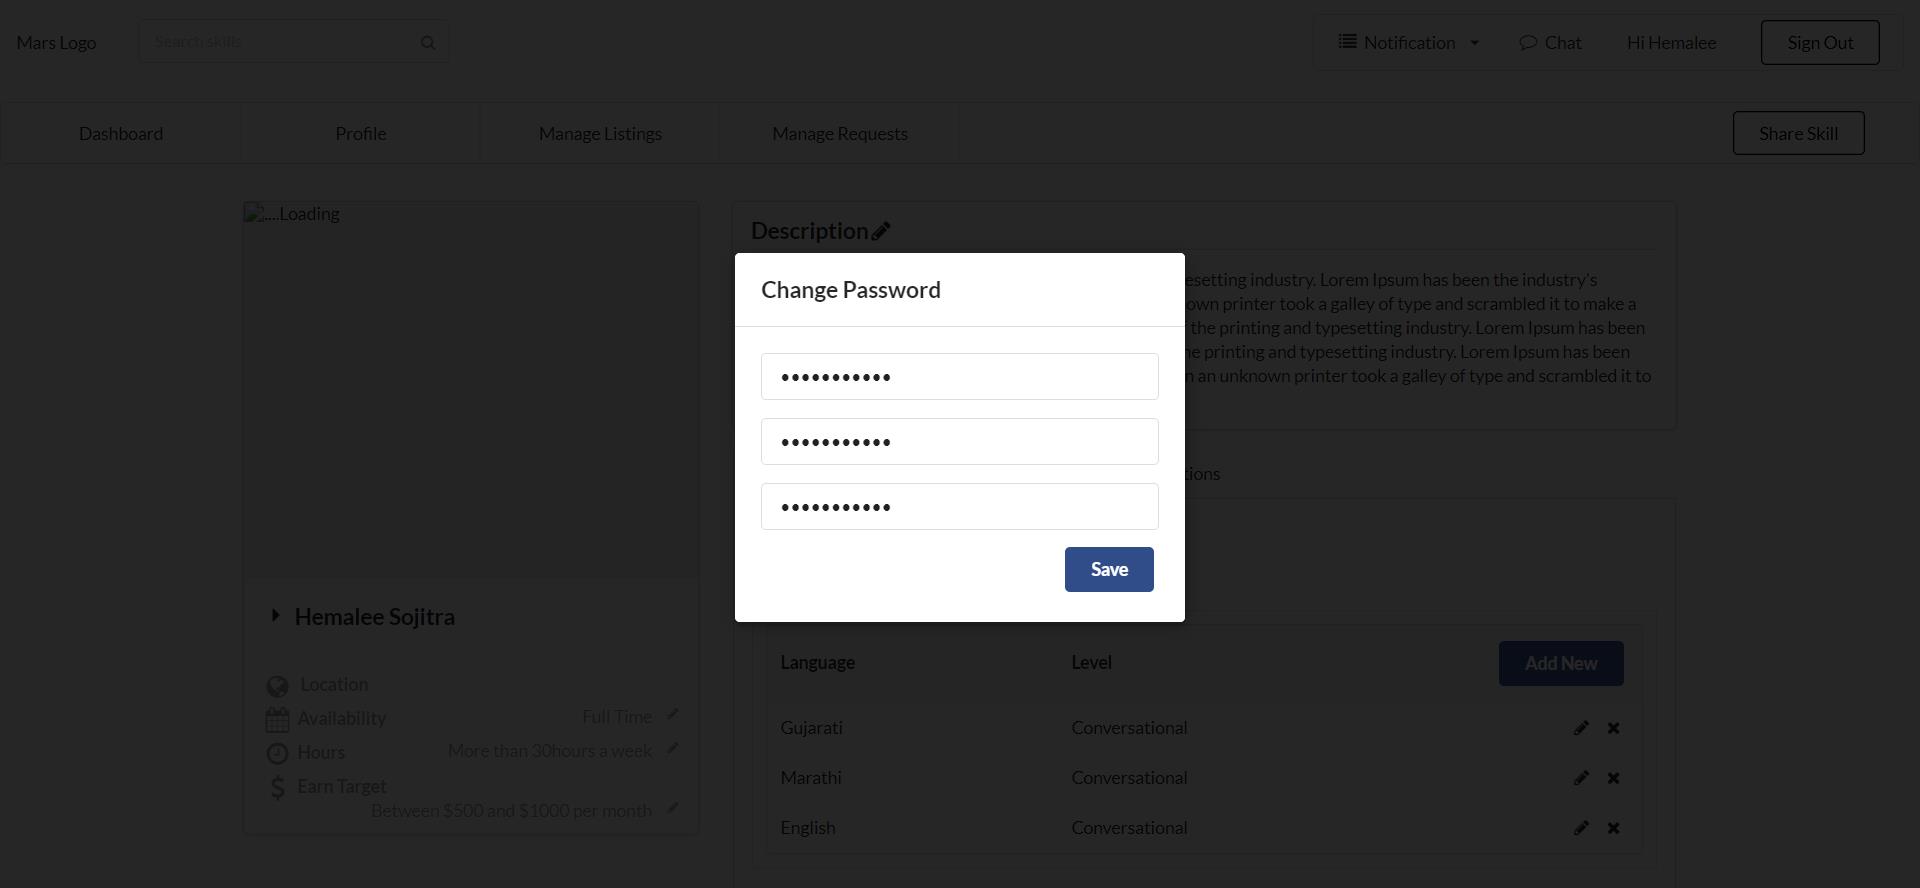 Mars Logo
Search skills
Notification
Chat
Hi Hemalee
Sign Out
Dashboard
Profile
Manage Listings
Manage Requests
Share Skill
....Loading
Description
esetting industry. Lorem Ipsum has been the industry's
own printer took a galley of type and scrambled it to make a
the printing and typesetting industry. Lorem Ipsum has been
he printing and typesetting industry. Lorem Ipsum has been
n an unknown printer took a galley of type and scrambled it to
tions
Change Password
•••••••••••
•••••••••••
•••••••••••
Save
Hemalee Sojitra
Location
Availability
Full Time
Hours
More than 30hours a week
Earn Target
Between $500 and $1000 per month
Language
Level
Add New
Gujarati
Conversational
Marathi
Conversational
English
Conversational